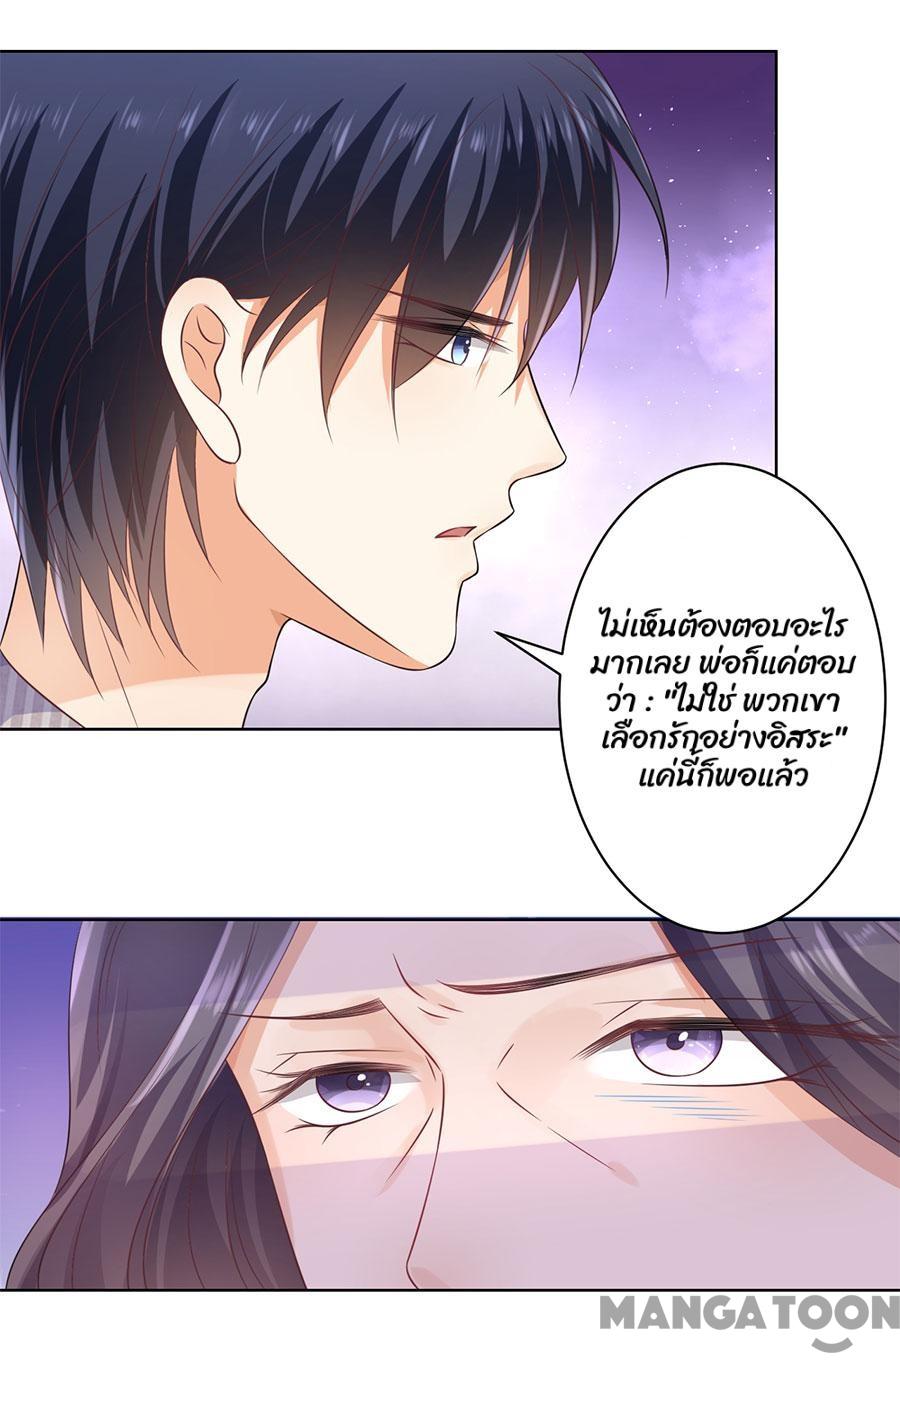 ไม่เห็นต้องตอบอะไร
มากเลย พ่อก็แค่ตอบ
ว่า : "ไม่ใช่ พวกเขา
เลือกรักอย่างอิสระ"
แค่นี้ก็พอแล้ว
MANGATOON